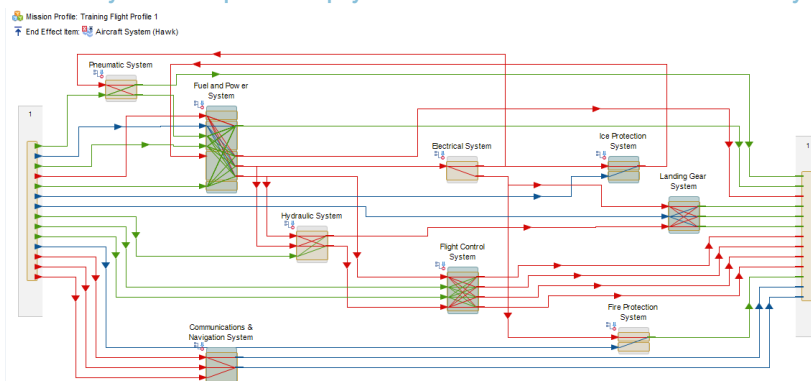 Mission Profile: Training Flight Profile 1
End Effect Item: Aircraft System (Hawk)
Pneumatic System
Fuel and Power
System
1
1
Electrical System
Ice Protection
System
Landing Gear
System
Hydraulic System
Flight Control
System
Fire Protection
System
Communications &
Navigation System